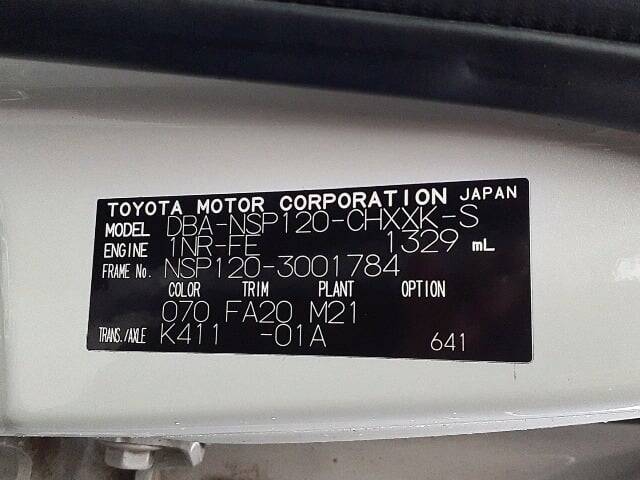 TOYOTA MOTOR CORPORATION JAPAN
MODEL DBA-NSP120-CHXXK-S
ENGINE 1NR-FE 1329 mL
FRAME No. NSP120-3001784
COLOR TRIM PLANT OPTION
070 FA20 M21
TRANS./AXLE K411 -01A 641